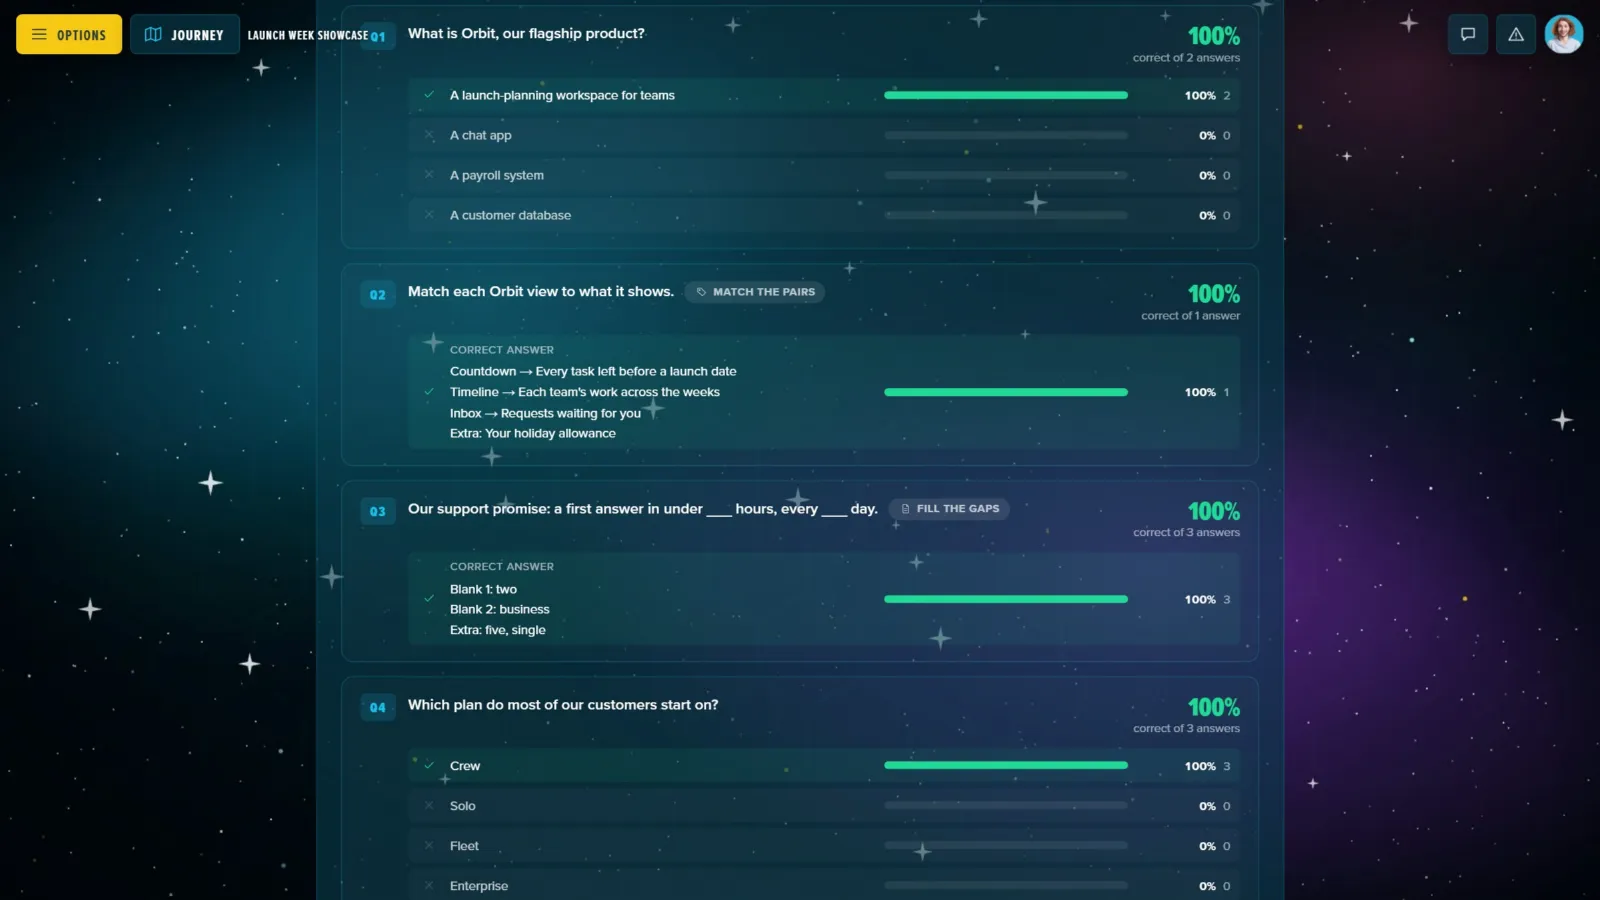 OPTIONS
JOURNEY
LAUNCH WEEK SHOWCASE
Q1
What is Orbit, our flagship product?
100%
correct of 2 answers
A launch-planning workspace for teams
100% 2
A chat app
0% 0
A payroll system
0% 0
A customer database
0% 0
Q2
Match each Orbit view to what it shows.
MATCH THE PAIRS
100%
correct of 1 answer
CORRECT ANSWER
Countdown → Every task left before a launch date
Timeline → Each team's work across the weeks
Inbox → Requests waiting for you
Extra: Your holiday allowance
100% 1
Q3
Our support promise: a first answer in under ___ hours, every ___ day.
FILL THE GAPS
100%
correct of 3 answers
CORRECT ANSWER
Blank 1: two
Blank 2: business
Extra: five, single
100% 3
Q4
Which plan do most of our customers start on?
100%
correct of 3 answers
Crew
100% 3
Solo
0% 0
Fleet
0% 0
Enterprise
0% 0